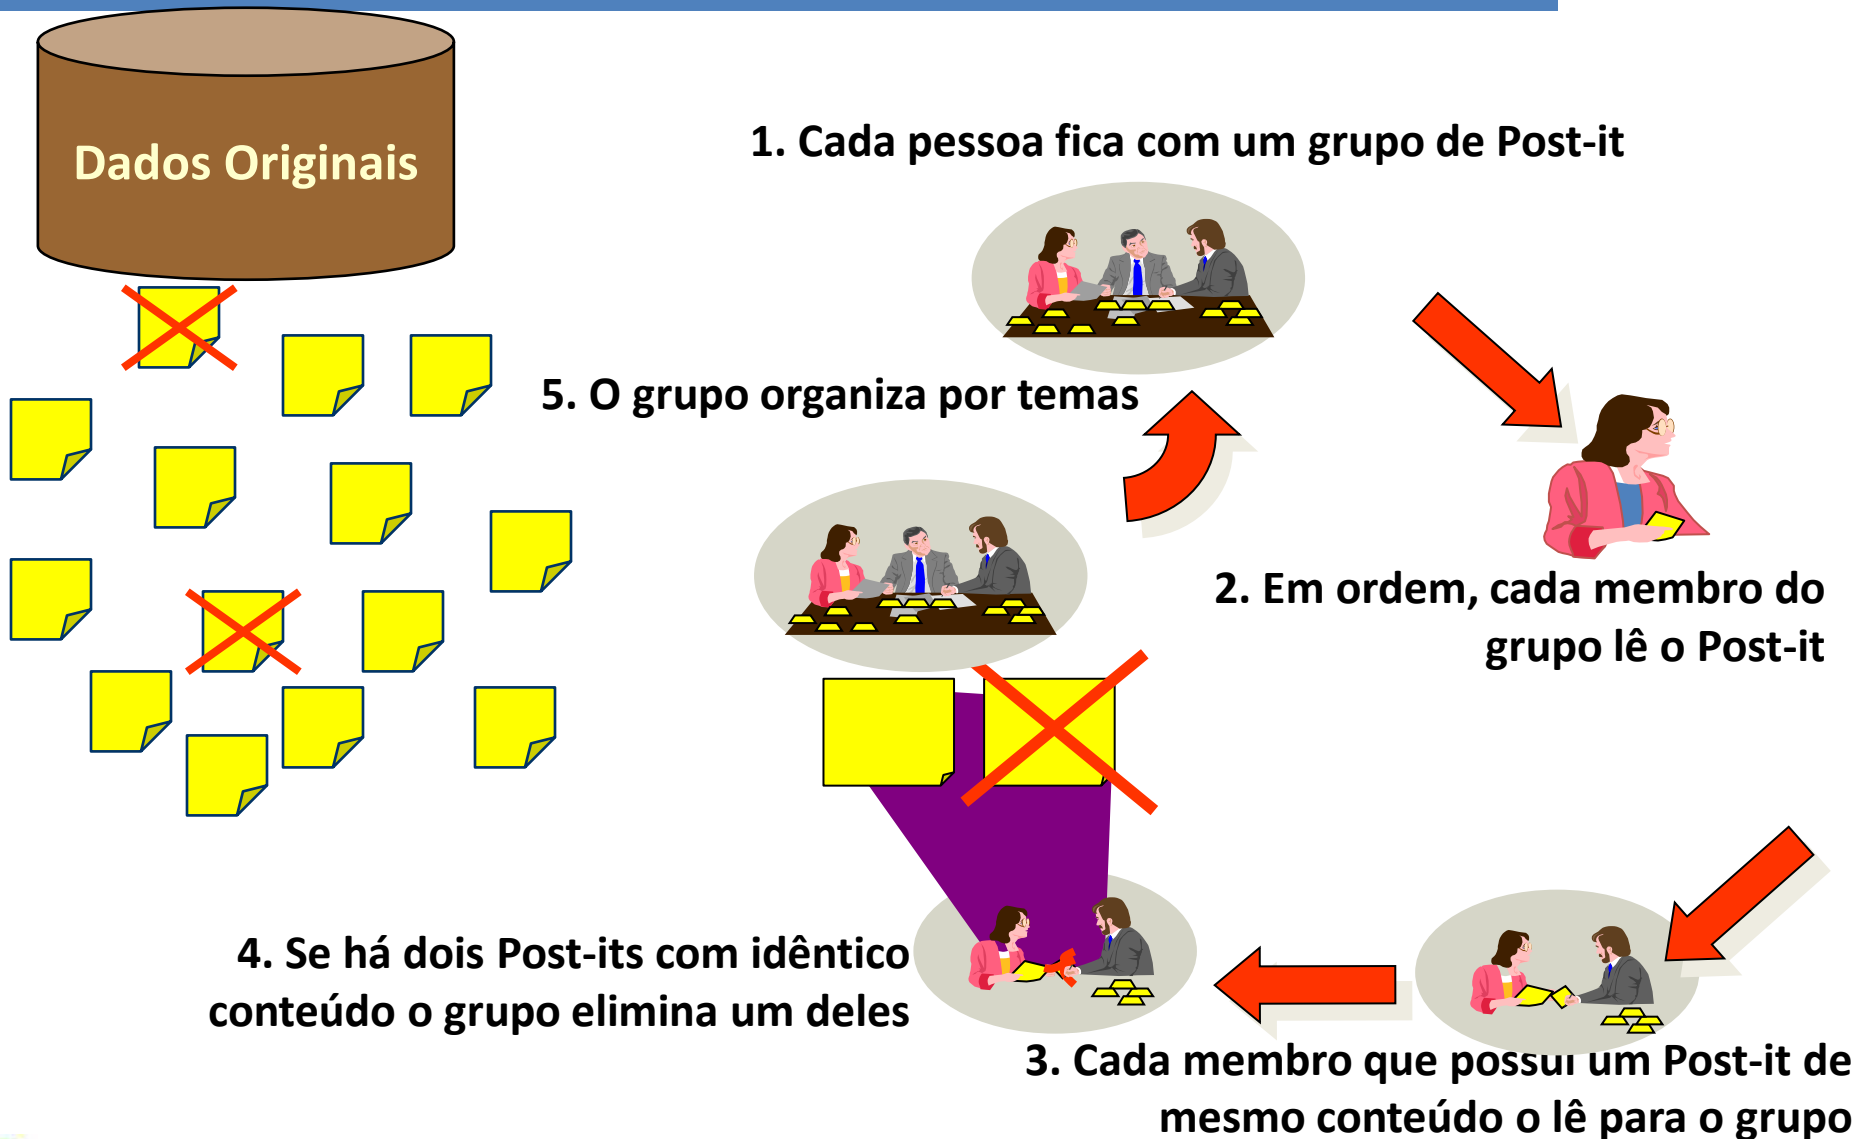 Dados Originais
1. Cada pessoa fica com um grupo de Post-it
5. O grupo organiza por temas
2. Em ordem, cada membro do
grupo lê o Post-it
4. Se há dois Post-its com idêntico
conteúdo o grupo elimina um deles
3. Cada membro que possui um Post-it de
mesmo conteúdo o lê para o grupo